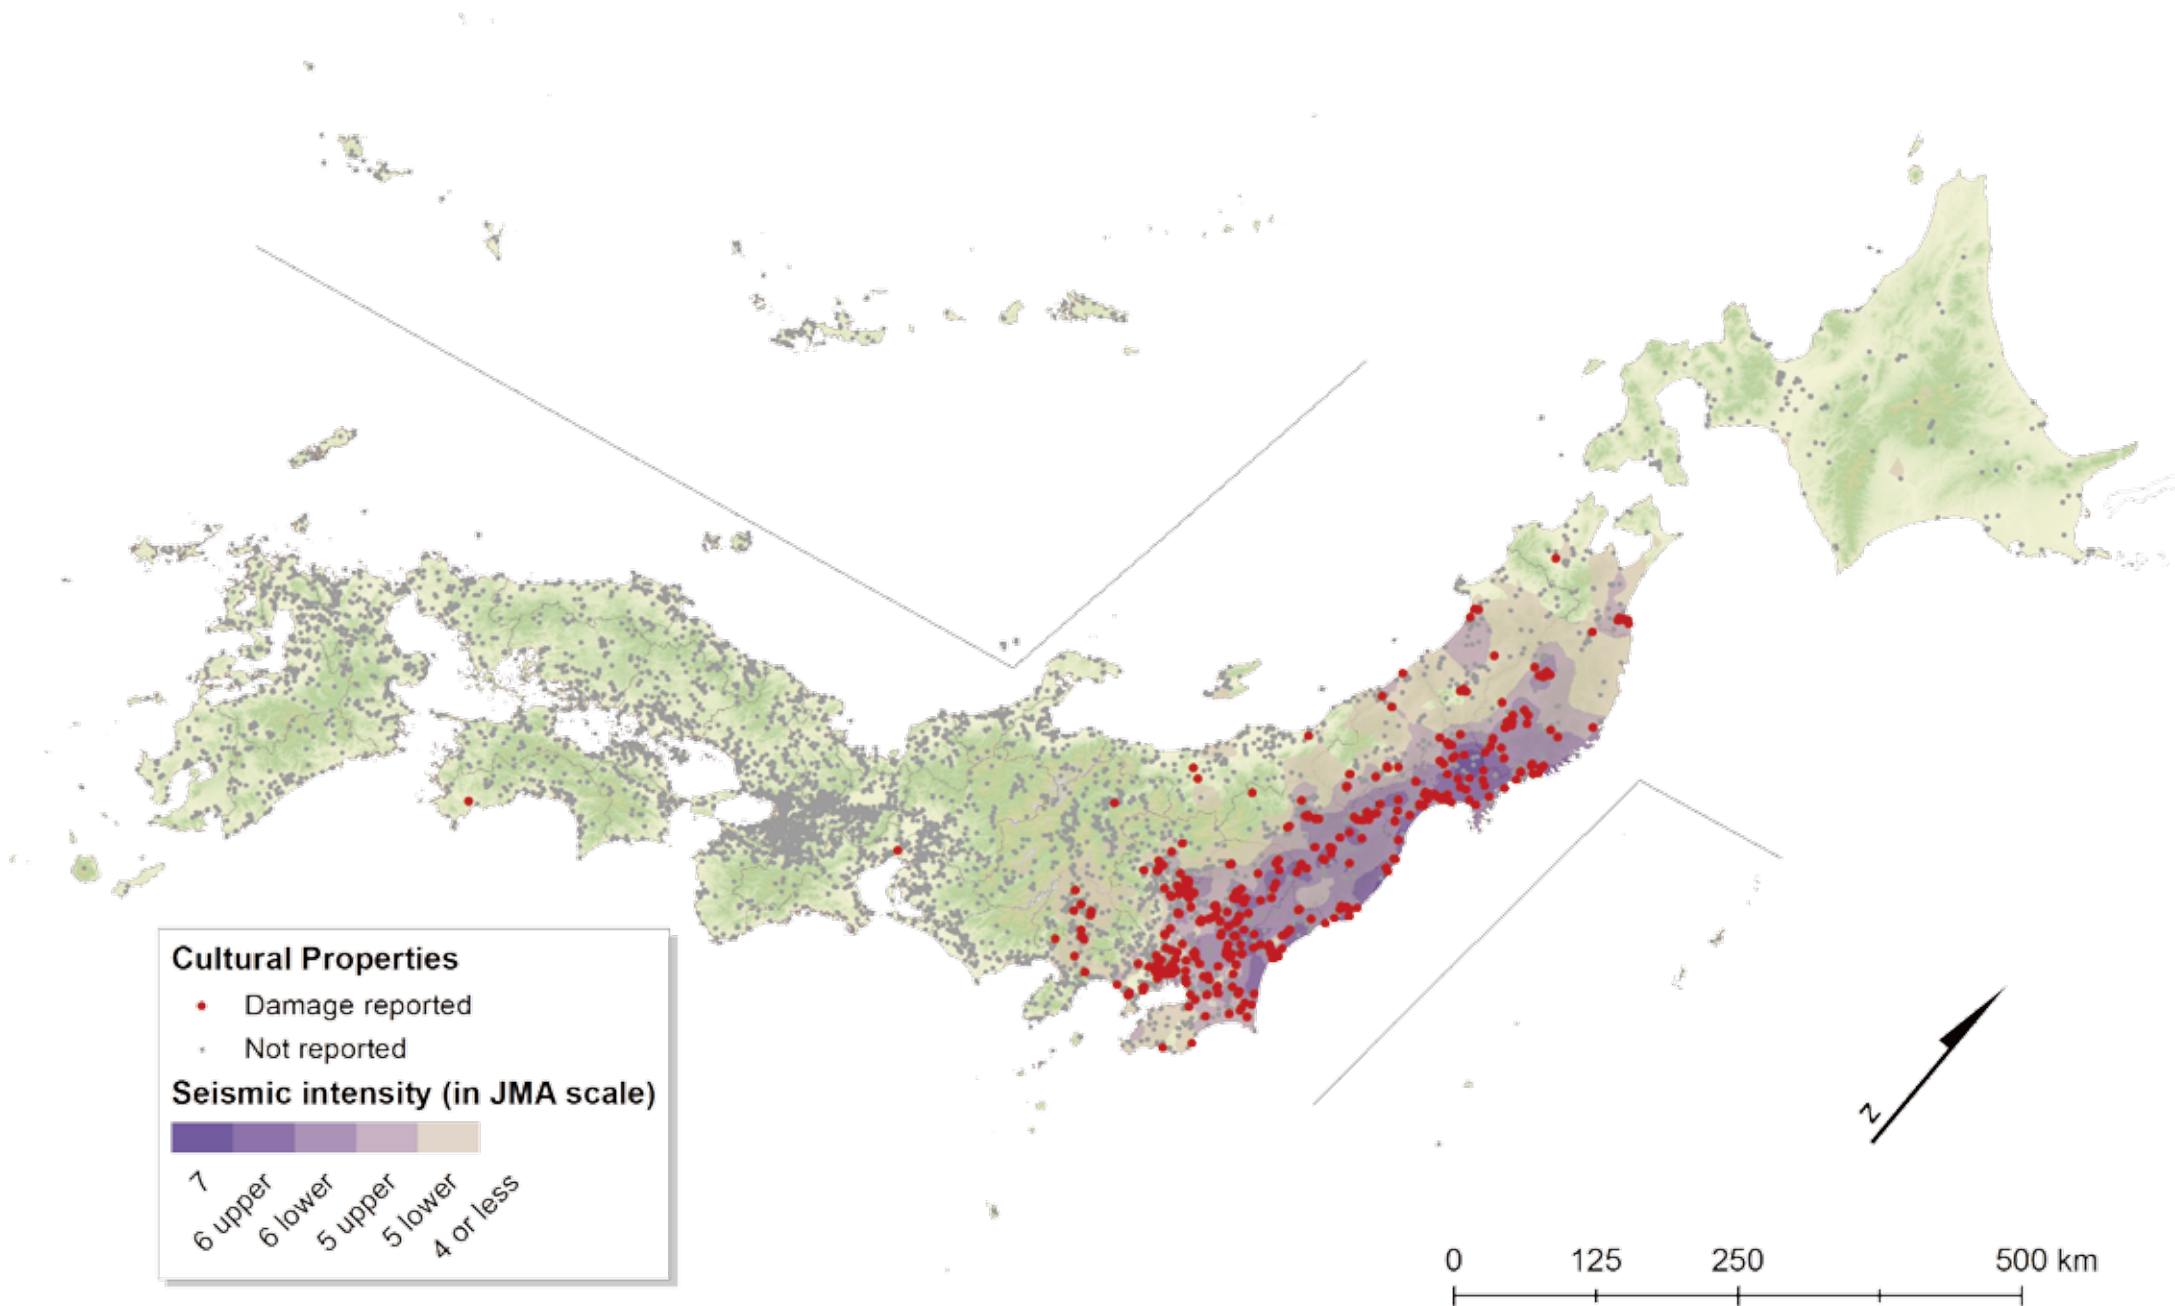 Cultural Properties
Damage reported
Not reported
Seismic intensity (in JMA scale)
7
6 upper
6 lower
5 upper
5 lower
4 or less
N
0 125 250 500 km